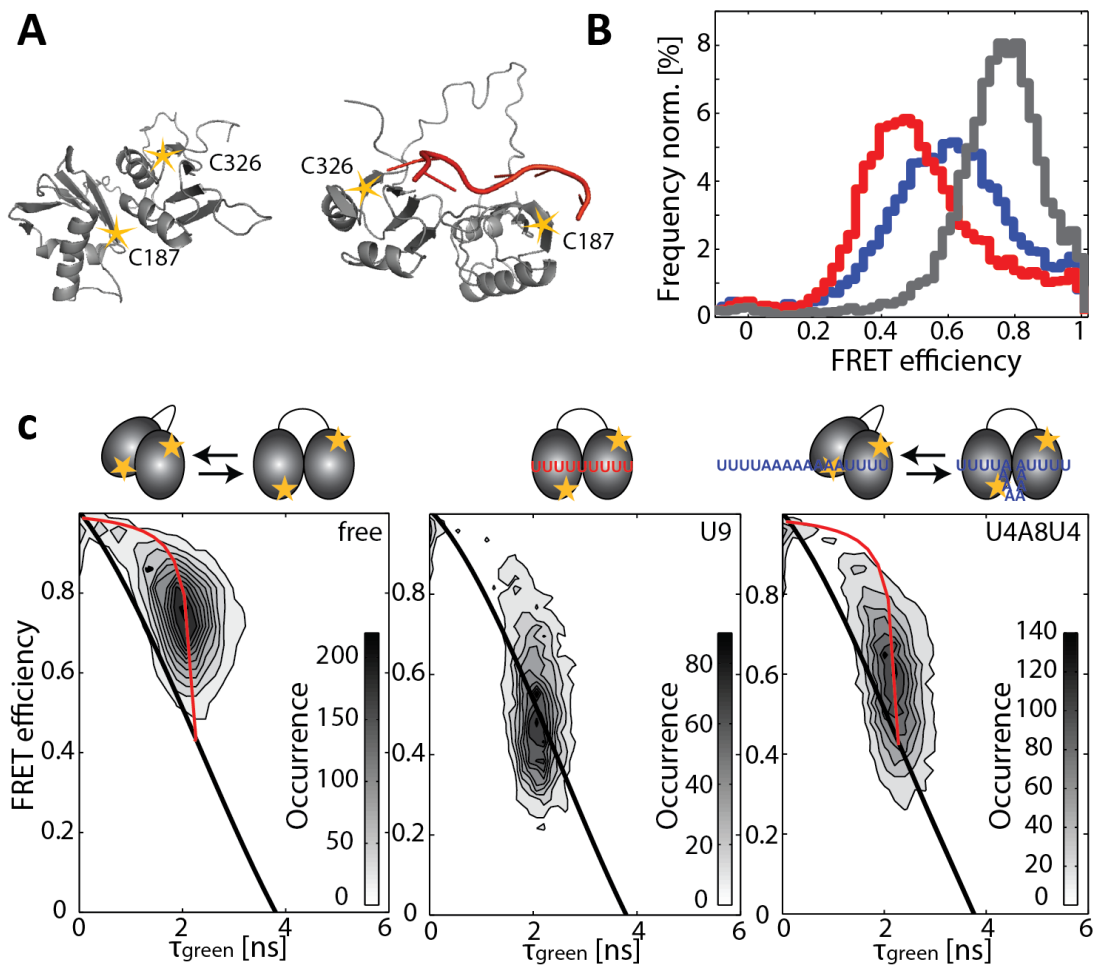 A
C326
C187
C326
C187
B
Frequency norm. [%]
8
6
4
2
0
0
0.2
0.4
0.6
0.8
1
FRET efficiency
c
UUUUUUUUU
UUUUAAAAAAAAUUUU
UUUUA AUUUU
A A
A A
AA
free
FRET efficiency
0.8
0.6
0.4
0.2
0
Occurrence
200
150
100
50
0
0
2
4
6
τgreen [ns]
U9
0.8
0.6
0.4
0.2
0
Occurrence
80
60
40
20
0
0
2
4
6
τgreen [ns]
U4A8U4
0.8
0.6
0.4
0.2
0
Occurrence
140
120
100
80
60
40
20
0
0
2
4
6
τgreen [ns]